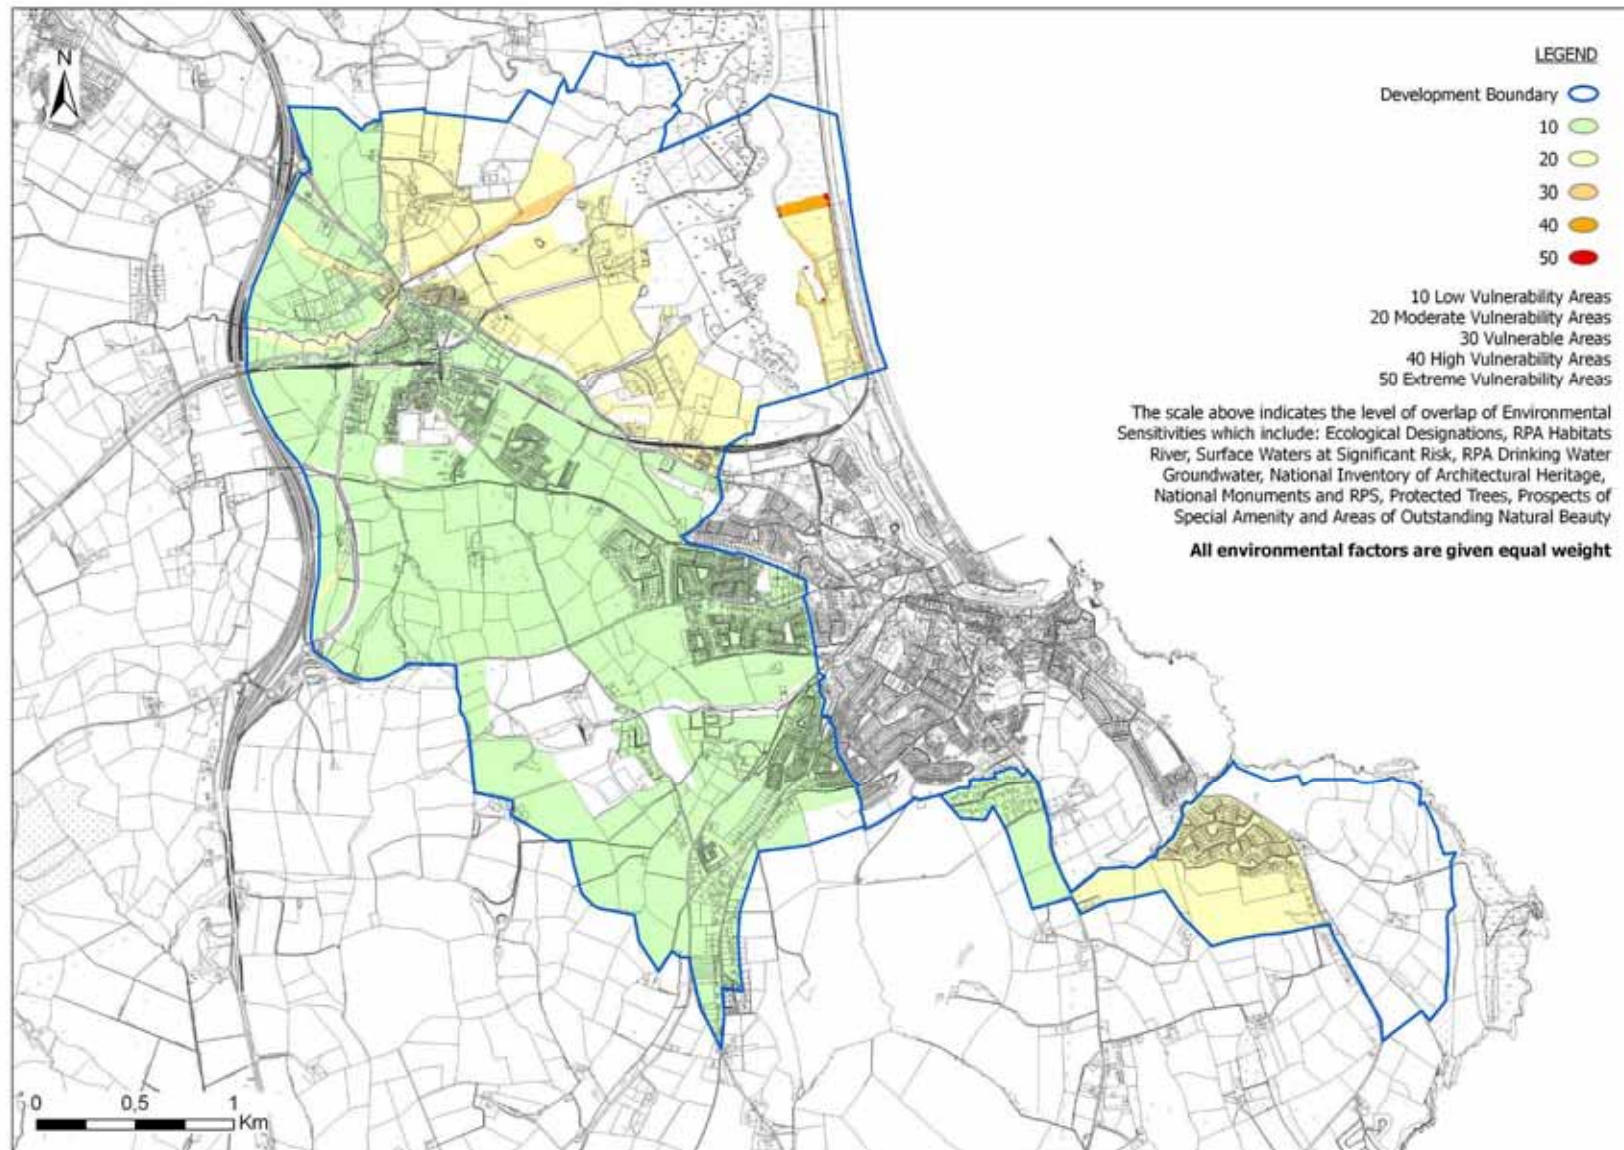 N
LEGEND
Development Boundary
10
20
30
40
50
10 Low Vulnerability Areas
20 Moderate Vulnerability Areas
30 Vulnerable Areas
40 High Vulnerability Areas
50 Extreme Vulnerability Areas
The scale above indicates the level of overlap of Environmental
Sensitivities which include: Ecological Designations, RPA Habitats
River, Surface Waters at Significant Risk, RPA Drinking Water
Groundwater, National Inventory of Architectural Heritage,
National Monuments and RPS, Protected Trees, Prospects of
Special Amenity and Areas of Outstanding Natural Beauty
All environmental factors are given equal weight
0 0,5 1
Km